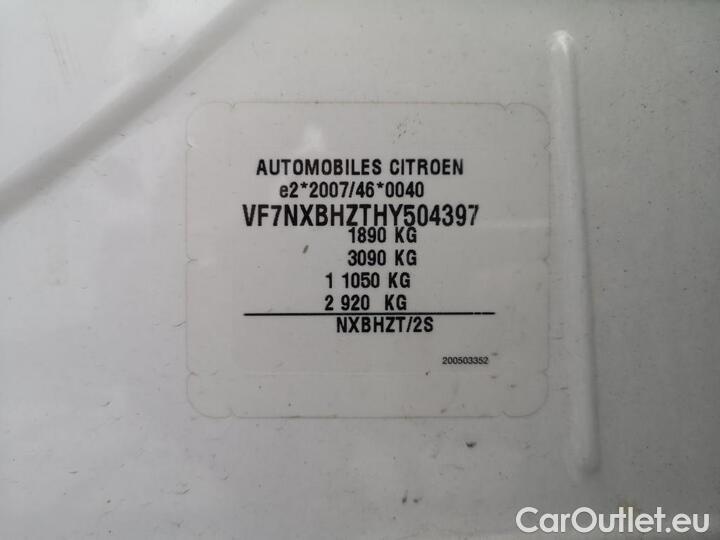 AUTOMOBILES CITROEN
e2*2007/46*0040
VF7NXBHZTHY504397
1890 KG
3090 KG
1 1050 KG
2 920 KG
NXBHZT/2S
200503352
CarOutlet.eu